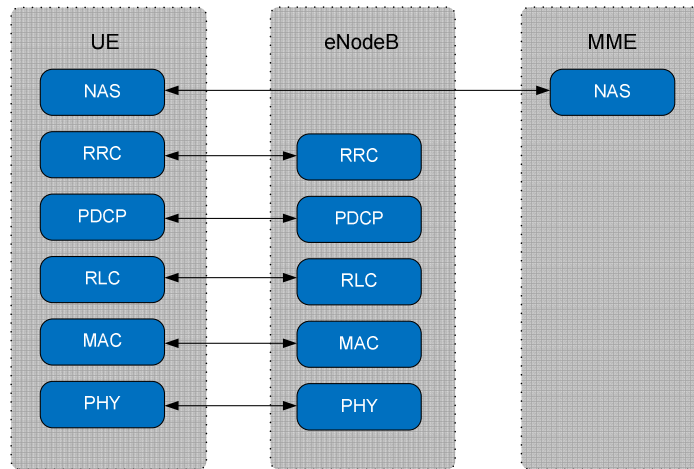 UE
eNodeB
MME
NAS
NAS
RRC
RRC
PDCP
PDCP
RLC
RLC
MAC
MAC
PHY
PHY